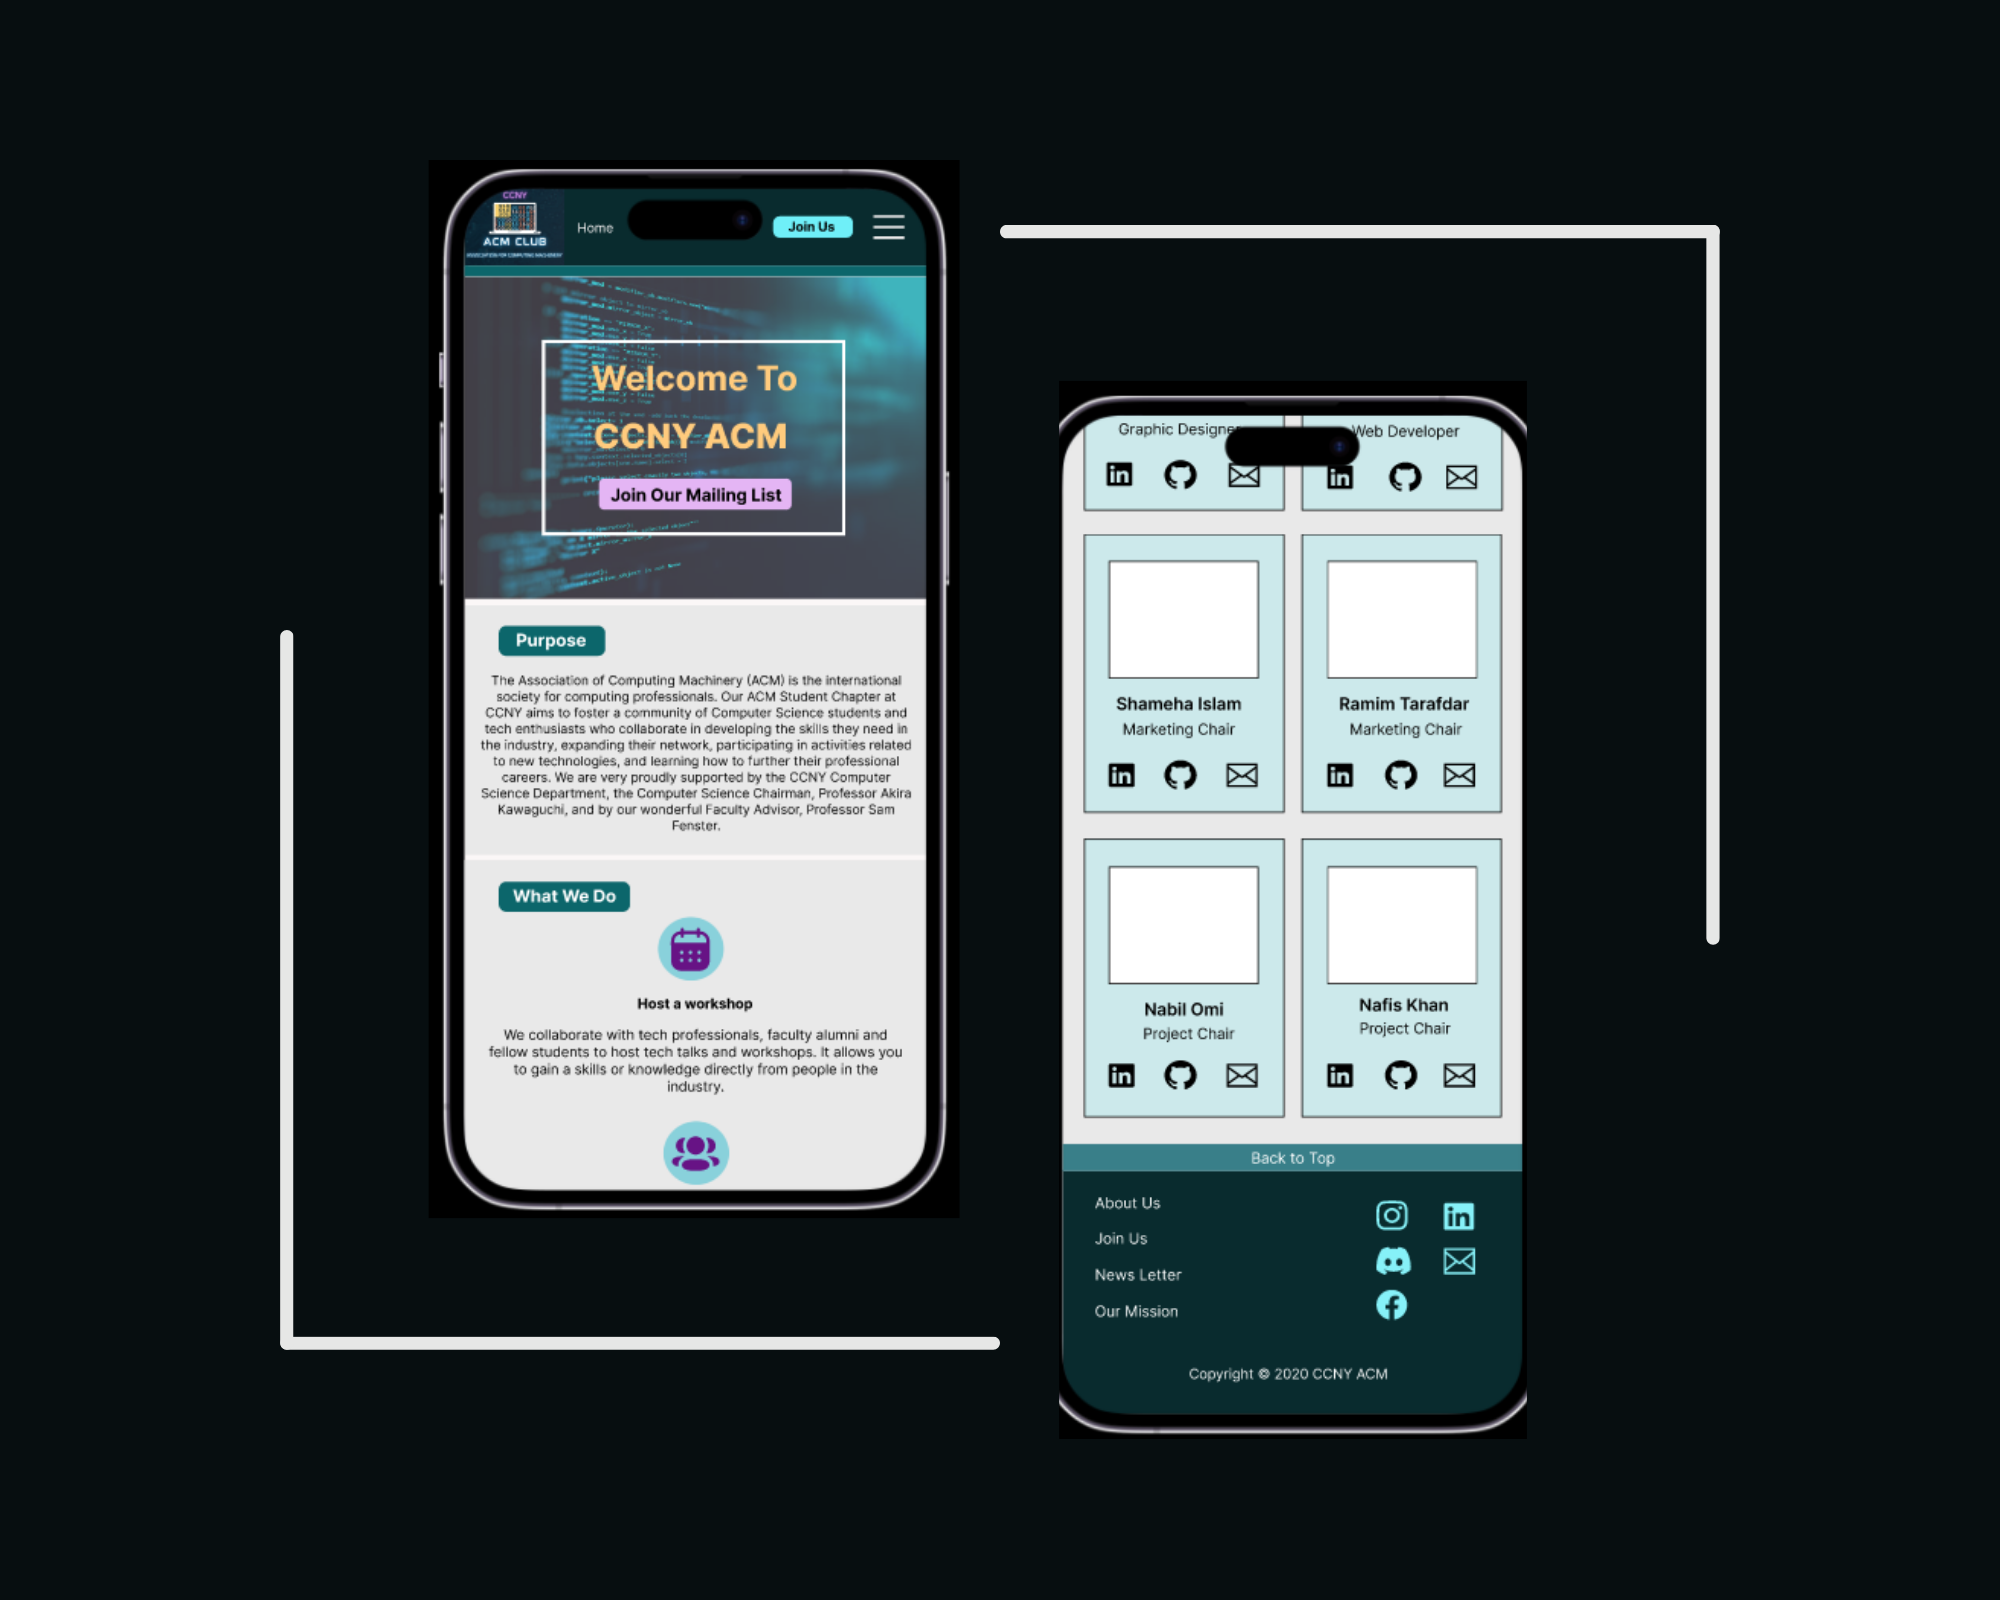 CCNY
ACM CLUB
ASSOCIATION FOR COMPUTING MACHINERY
Home
Join Us
Welcome To
CCNY ACM
Join Our Mailing List
Purpose
The Association of Computing Machinery (ACM) is the international
society for computing professionals. Our ACM Student Chapter at
CCNY aims to foster a community of Computer Science students and
tech enthusiasts who collaborate in developing the skills they need in
the industry, expanding their network, participating in activities related
to new technologies, and learning how to further their professional
careers. We are very proudly supported by the CCNY Computer
Science Department, the Computer Science Chairman, Professor Akira
Kawaguchi, and by our wonderful Faculty Advisor, Professor Sam
Fenster.
What We Do
Host a workshop
We collaborate with tech professionals, faculty alumni and
fellow students to host tech talks and workshops. It allows you
to gain a skills or knowledge directly from people in the
industry.
Graphic Designer
Web Developer
Shameha Islam
Marketing Chair
Ramim Tarafdar
Marketing Chair
Nabil Omi
Project Chair
Nafis Khan
Project Chair
Back to Top
About Us
Join Us
News Letter
Our Mission
Copyright © 2020 CCNY ACM